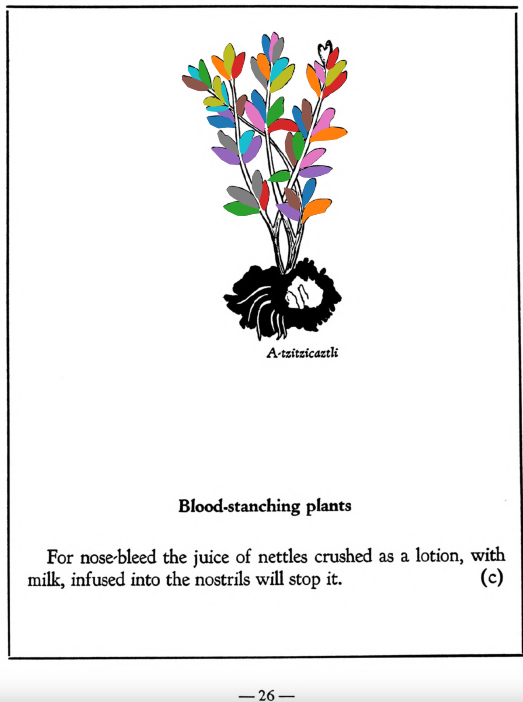 A-tzitzicaztli
Blood-stanching plants
For nose-bleed the juice of nettles crushed as a lotion, with
milk, infused into the nostrils will stop it. (c)
— 26 —